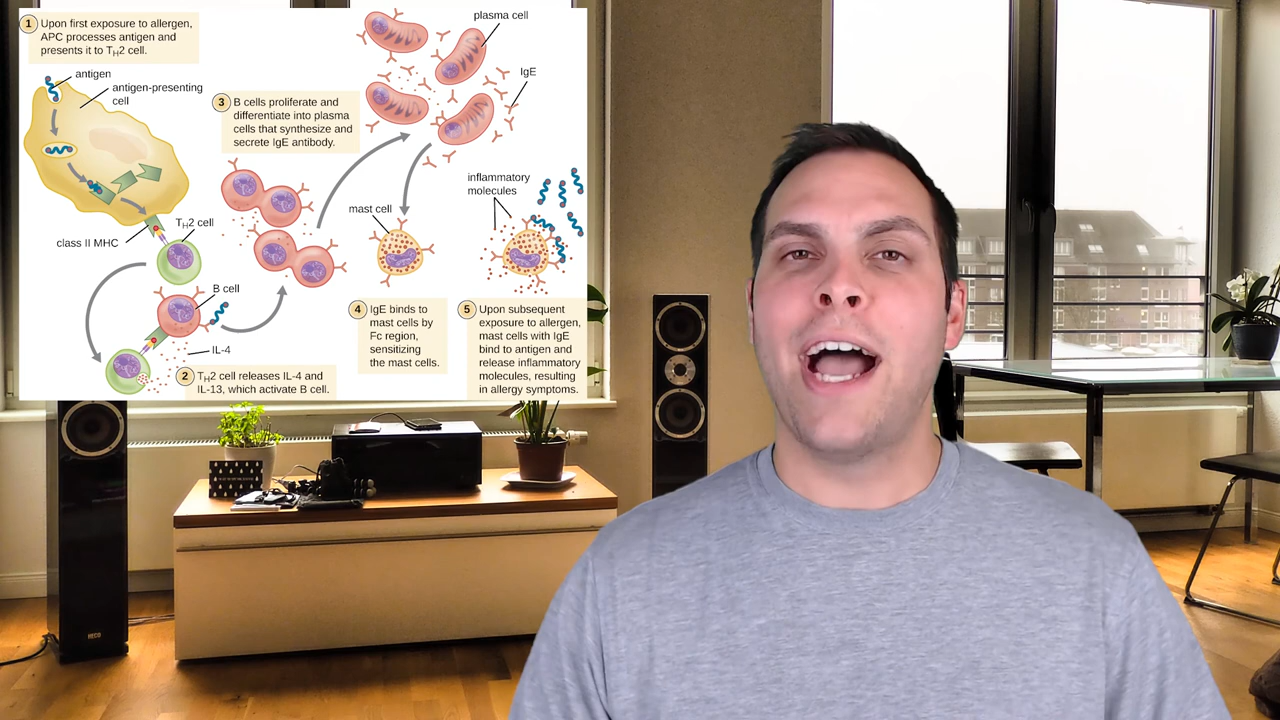 1 Upon first exposure to allergen,
APC processes antigen and
presents it to TH2 cell.
antigen
antigen-presenting
cell
class II MHC
TH2 cell
B cell
IL-4
2 TH2 cell releases IL-4 and
IL-13, which activate B cell.
3 B cells proliferate and
differentiate into plasma
cells that synthesize and
secrete IgE antibody.
plasma cell
IgE
mast cell
inflammatory
molecules
4 IgE binds to
mast cells by
Fc region,
sensitizing
the mast cells.
5 Upon subsequent
exposure to allergen,
mast cells with IgE
bind to antigen and
release inflammatory
molecules, resulting
in allergy symptoms.
HECO